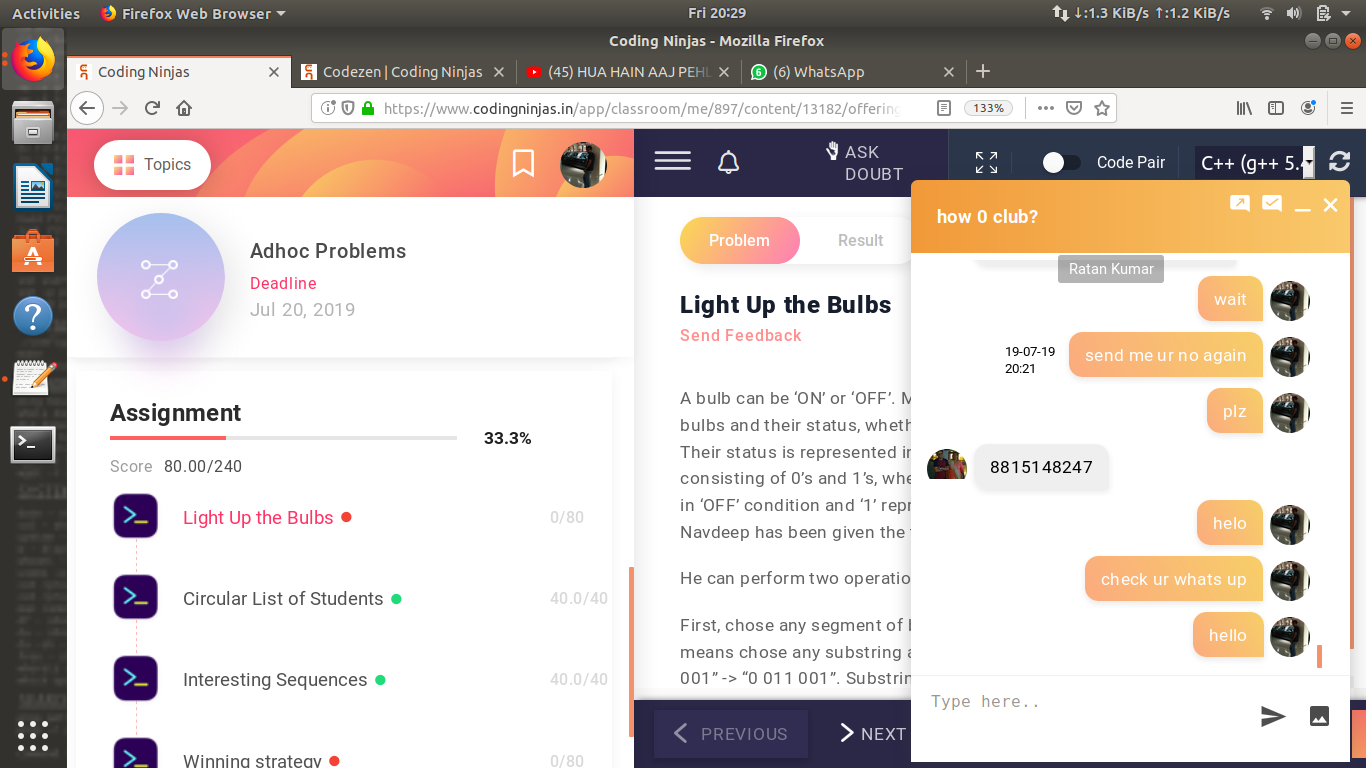 Activities
Firefox Web Browser
Fri 20:29
↓:1.3 KiB/s ↑:1.2 KiB/s
Coding Ninjas - Mozilla Firefox
Coding Ninjas
Codezen | Coding Ninjas
(45) HUA HAIN AAJ PEHL
(6) WhatsApp
https://www.codingninjas.in/app/classroom/me/897/content/13182/offering
133%
Topics
ASK
DOUBT
Code Pair
C++ (g++ 5.4
Adhoc Problems
Deadline
Jul 20, 2019
Assignment
33.3%
Score 80.00/240
Light Up the Bulbs 0/80
Circular List of Students 40.0/40
Interesting Sequences 40.0/40
Winning strategy 0/80
Problem
Result
Light Up the Bulbs
Send Feedback
A bulb can be ‘ON’ or ‘OFF’. M
bulbs and their status, wheth
Their status is represented in
consisting of 0’s and 1’s, whe
in ‘OFF’ condition and ‘1’ repr
Navdeep has been given the
He can perform two operatio
First, chose any segment of b
means chose any substring a
001” -> “0 011 001”. Substrin
PREVIOUS
NEXT
how 0 club?
Ratan Kumar
wait
19-07-19
20:21
send me ur no again
plz
8815148247
helo
check ur whats up
hello
Type here..